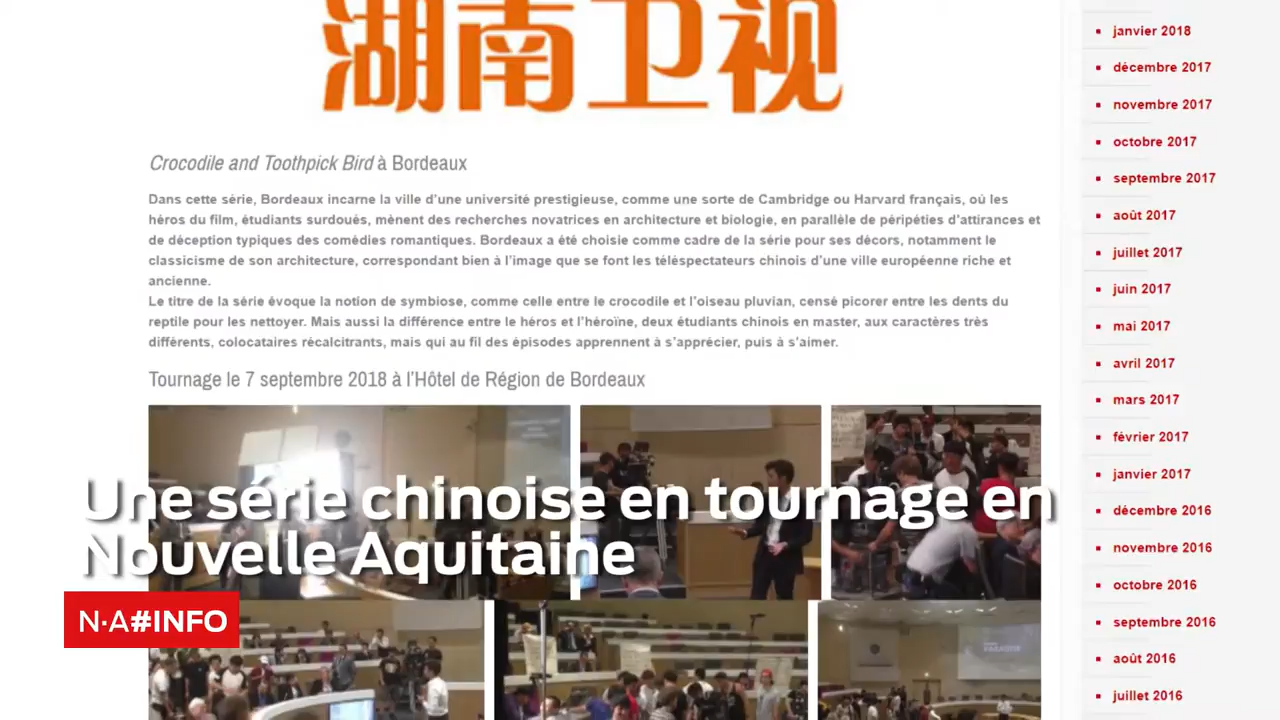 湖南卫视
Crocodile and Toothpick Bird à Bordeaux
Dans cette série, Bordeaux incarne la ville d'une université prestigieuse, comme une sorte de Cambridge ou Harvard français, où les
héros du film, étudiants surdoués, mènent des recherches novatrices en architecture et biologie, en parallèle de péripéties d'attirances et
de déception typiques des comédies romantiques. Bordeaux a été choisie comme cadre de la série pour ses décors, notamment le
classicisme de son architecture, correspondant bien à l'image que se font les téléspectateurs chinois d'une ville européenne riche et
ancienne.
Le titre de la série évoque la notion de symbiose, comme celle entre le crocodile et l'oiseau pluvian, censé picorer entre les dents du
reptile pour les nettoyer. Mais aussi la différence entre le héros et l'héroïne, deux étudiants chinois en master, aux caractères très
différents, colocataires récalcitrants, mais qui au fil des épisodes apprennent à s'apprécier, puis à s'aimer.
Tournage le 7 septembre 2018 à l'Hôtel de Région de Bordeaux
Une série chinoise en tournage en
Nouvelle Aquitaine
N·A#INFO
janvier 2018
décembre 2017
novembre 2017
octobre 2017
septembre 2017
août 2017
juillet 2017
juin 2017
mai 2017
avril 2017
mars 2017
février 2017
janvier 2017
décembre 2016
novembre 2016
octobre 2016
septembre 2016
août 2016
juillet 2016